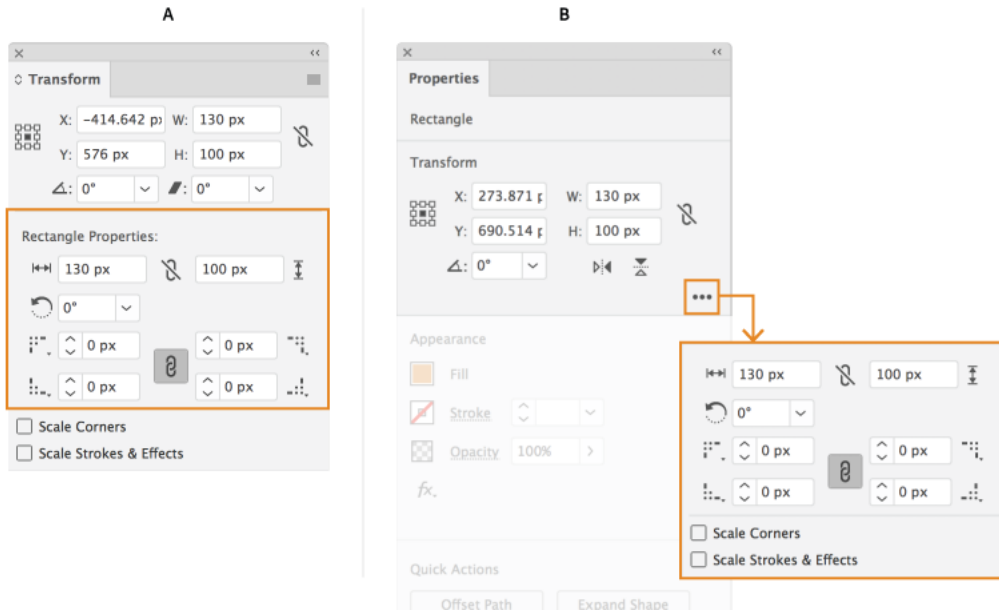 A
Transform
X: -414.642 p
W: 130 px
Y: 576 px
H: 100 px
0°
0°
Rectangle Properties:
130 px
100 px
0°
0 px
0 px
0 px
0 px
Scale Corners
Scale Strokes & Effects
B
Properties
Rectangle
Transform
X: 273.871 p
W: 130 px
Y: 690.514 p
H: 100 px
0°
Appearance
Fill
Stroke
Opacity 100%
fx.
Quick Actions
Offset Path
Expand Shape
130 px
100 px
0°
0 px
0 px
0 px
0 px
Scale Corners
Scale Strokes & Effects